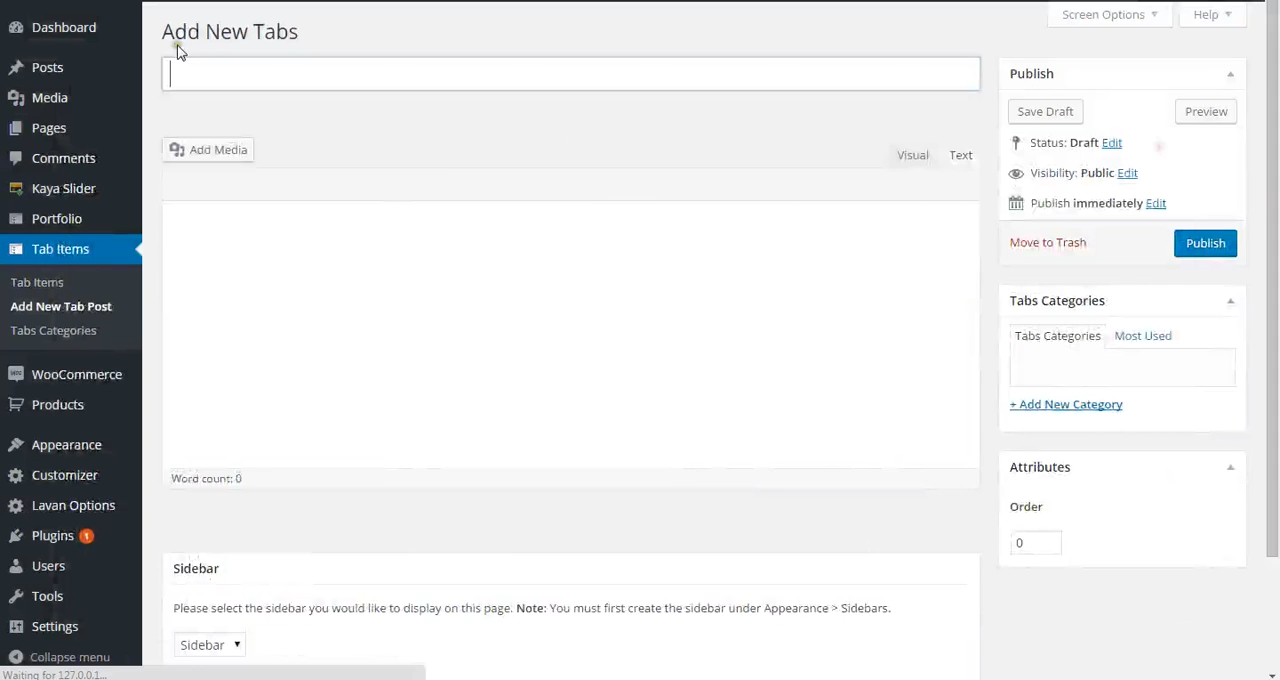 Dashboard
Posts
Media
Pages
Comments
Kaya Slider
Portfolio
Tab Items
Tab Items
Add New Tab Post
Tabs Categories
WooCommerce
Products
Appearance
Customizer
Lavan Options
Plugins 1
Users
Tools
Settings
Collapse menu
Waiting for 127.0.0.1...
Screen Options
Help
Add New Tabs
Add Media
Visual
Text
Word count: 0
Sidebar
Please select the sidebar you would like to display on this page. Note: You must first create the sidebar under Appearance > Sidebars.
Sidebar
Publish
Save Draft
Preview
Status: Draft Edit
Visibility: Public Edit
Publish immediately Edit
Move to Trash
Publish
Tabs Categories
Tabs Categories
Most Used
+ Add New Category
Attributes
Order
0